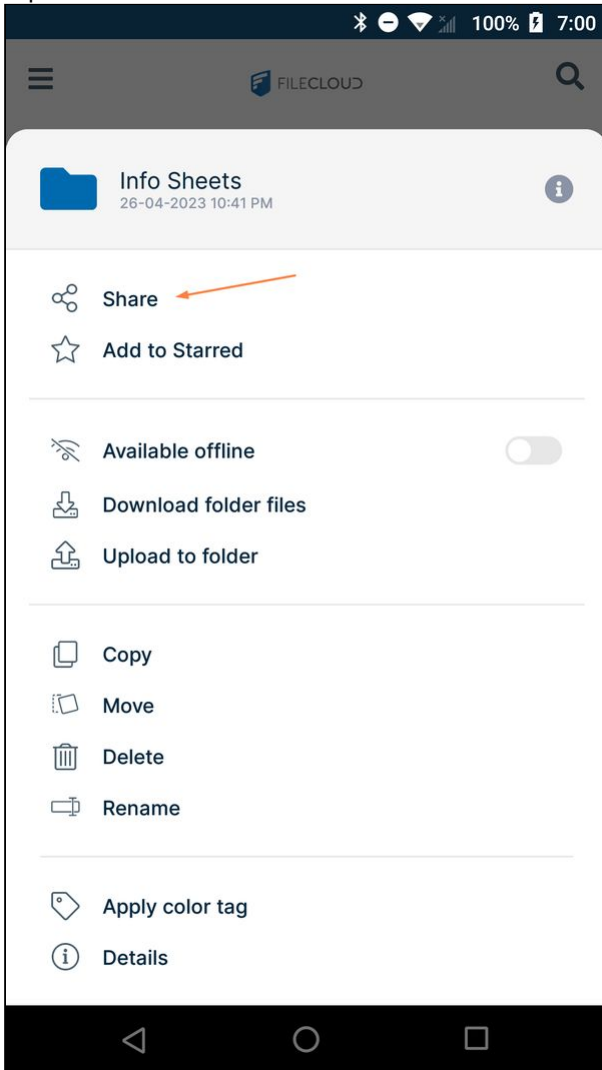 100% 7:00
FILECLOUD
Info Sheets
26-04-2023 10:41 PM
Share
Add to Starred
Available offline
Download folder files
Upload to folder
Copy
Move
Delete
Rename
Apply color tag
Details